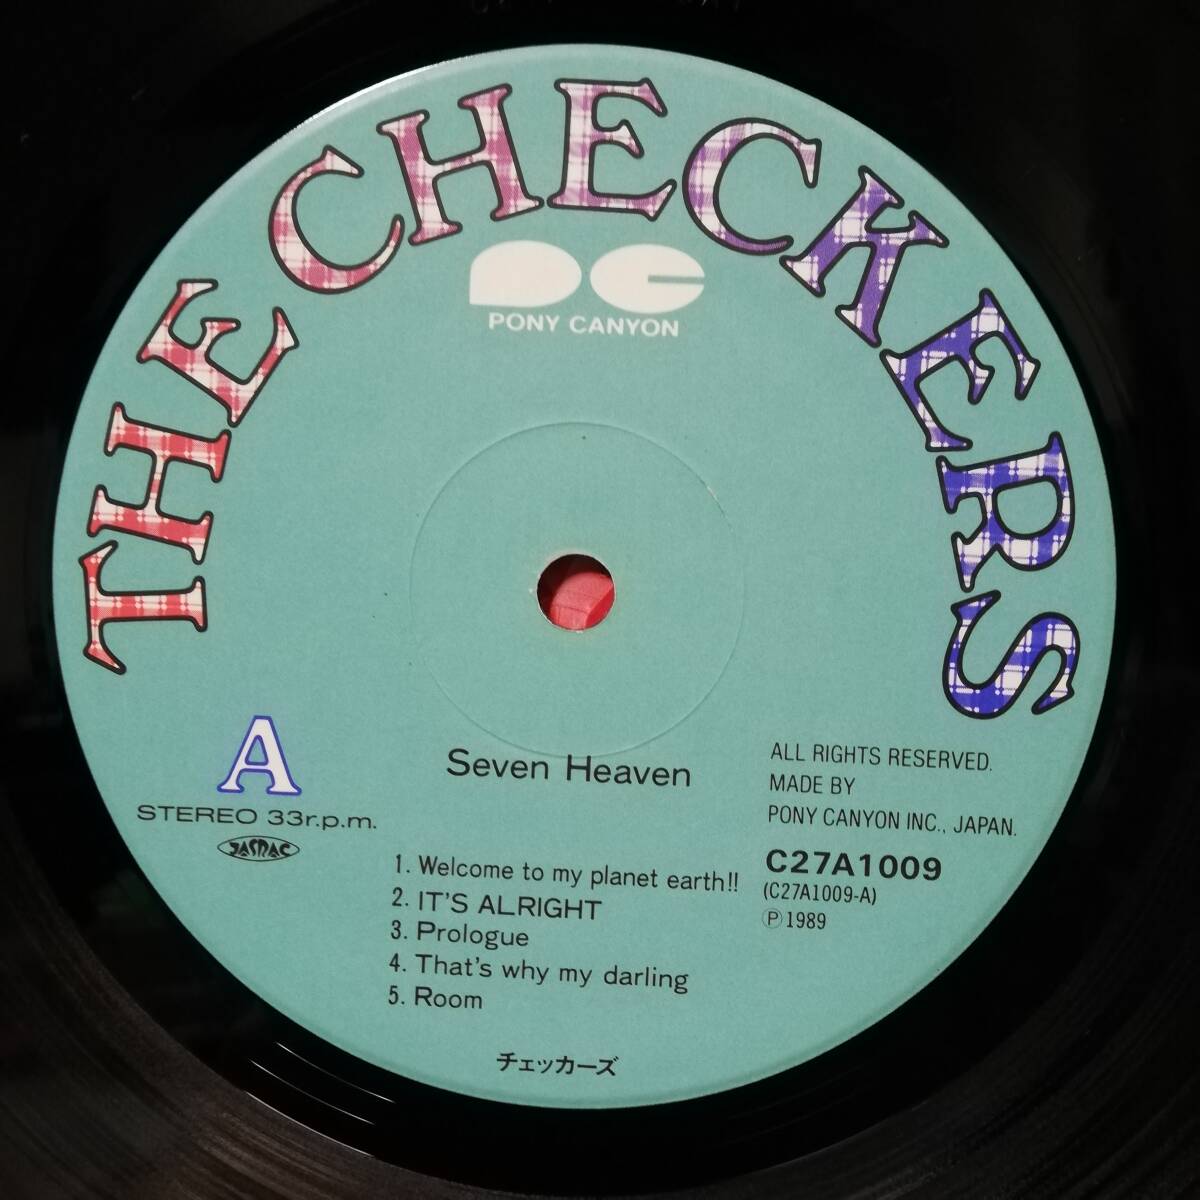 THE CHECKERS
PC
PONY CANYON
A
STEREO 33r.p.m.
JASRAC
Seven Heaven
ALL RIGHTS RESERVED.
MADE BY
PONY CANYON INC., JAPAN.
C27A1009
(C27A1009-A)
Ⓟ1989
1. Welcome to my planet earth!!
2. IT'S ALRIGHT
3. Prologue
4. That's why my darling
5. Room
チェッカーズ